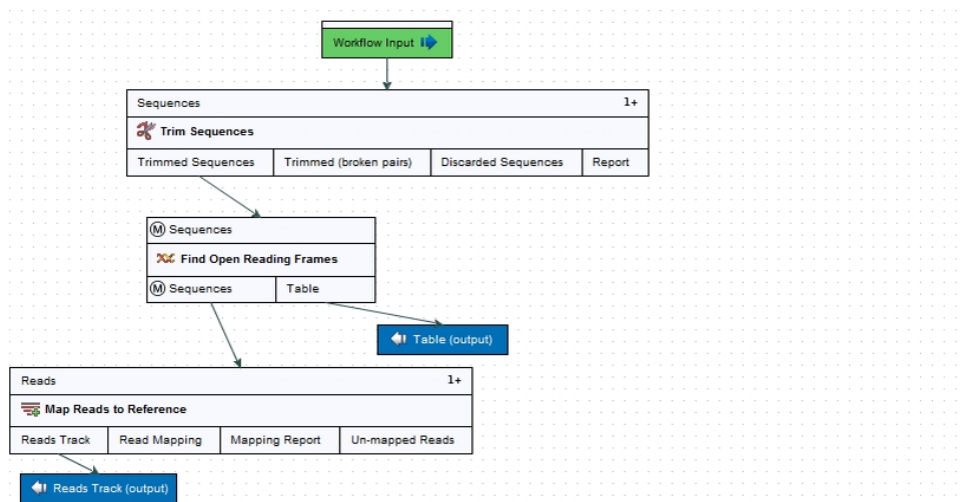 Workflow Input
Sequences 1+
Trim Sequences
Trimmed Sequences Trimmed (broken pairs) Discarded Sequences Report
M Sequences
Find Open Reading Frames
M Sequences Table
Table (output)
Reads 1+
Map Reads to Reference
Reads Track Read Mapping Mapping Report Un-mapped Reads
Reads Track (output)